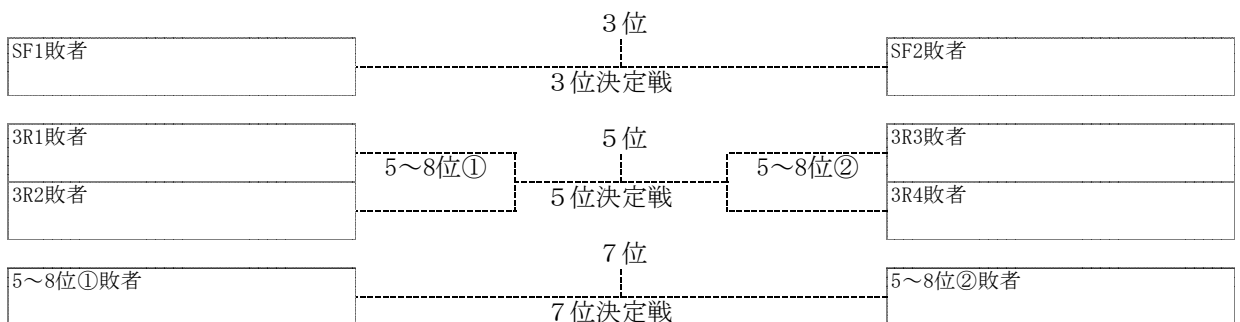 ３位
SF1敗者
SF2敗者
３位決定戦
3R1敗者
５位
3R3敗者
5～8位①
5～8位②
3R2敗者
５位決定戦
3R4敗者
７位
5～8位①敗者
5～8位②敗者
７位決定戦